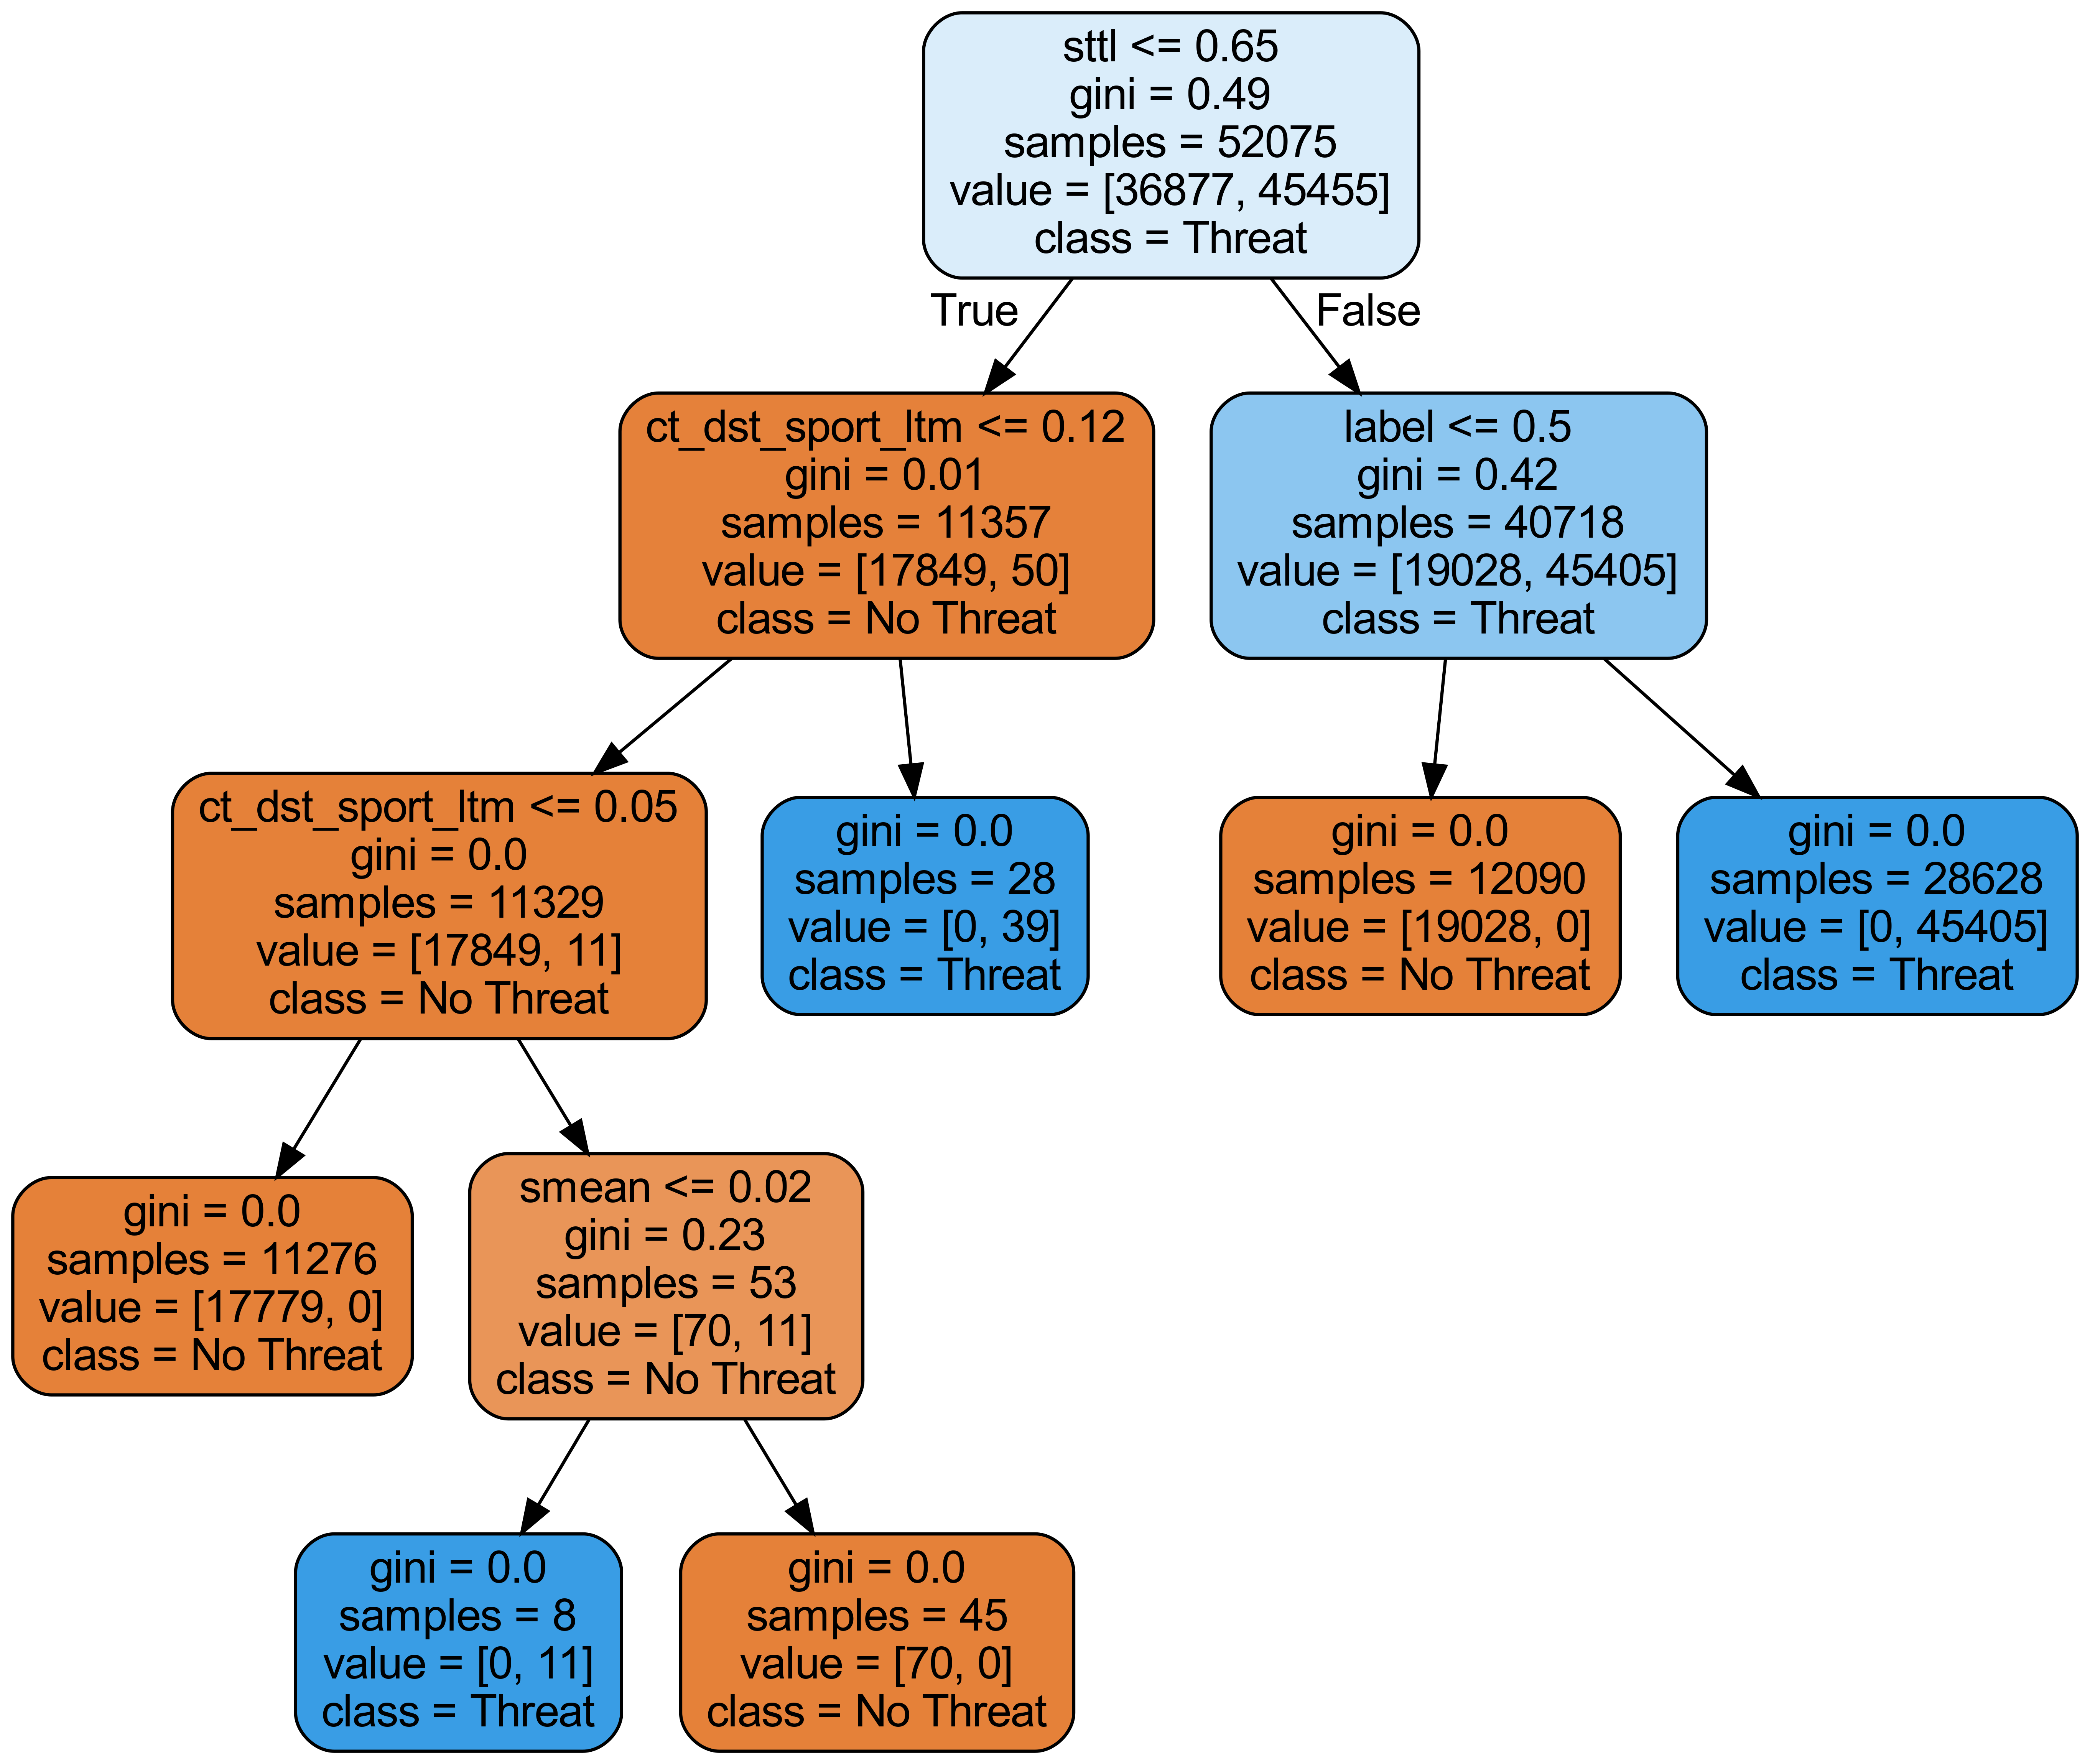 sttl <= 0.65
gini = 0.49
samples = 52075
value = [36877, 45455]
class = Threat
True
False
ct_dst_sport_ltm <= 0.12
gini = 0.01
samples = 11357
value = [17849, 50]
class = No Threat
label <= 0.5
gini = 0.42
samples = 40718
value = [19028, 45405]
class = Threat
ct_dst_sport_ltm <= 0.05
gini = 0.0
samples = 11329
value = [17849, 11]
class = No Threat
gini = 0.0
samples = 28
value = [0, 39]
class = Threat
gini = 0.0
samples = 12090
value = [19028, 0]
class = No Threat
gini = 0.0
samples = 28628
value = [0, 45405]
class = Threat
gini = 0.0
samples = 11276
value = [17779, 0]
class = No Threat
smean <= 0.02
gini = 0.23
samples = 53
value = [70, 11]
class = No Threat
gini = 0.0
samples = 8
value = [0, 11]
class = Threat
gini = 0.0
samples = 45
value = [70, 0]
class = No Threat